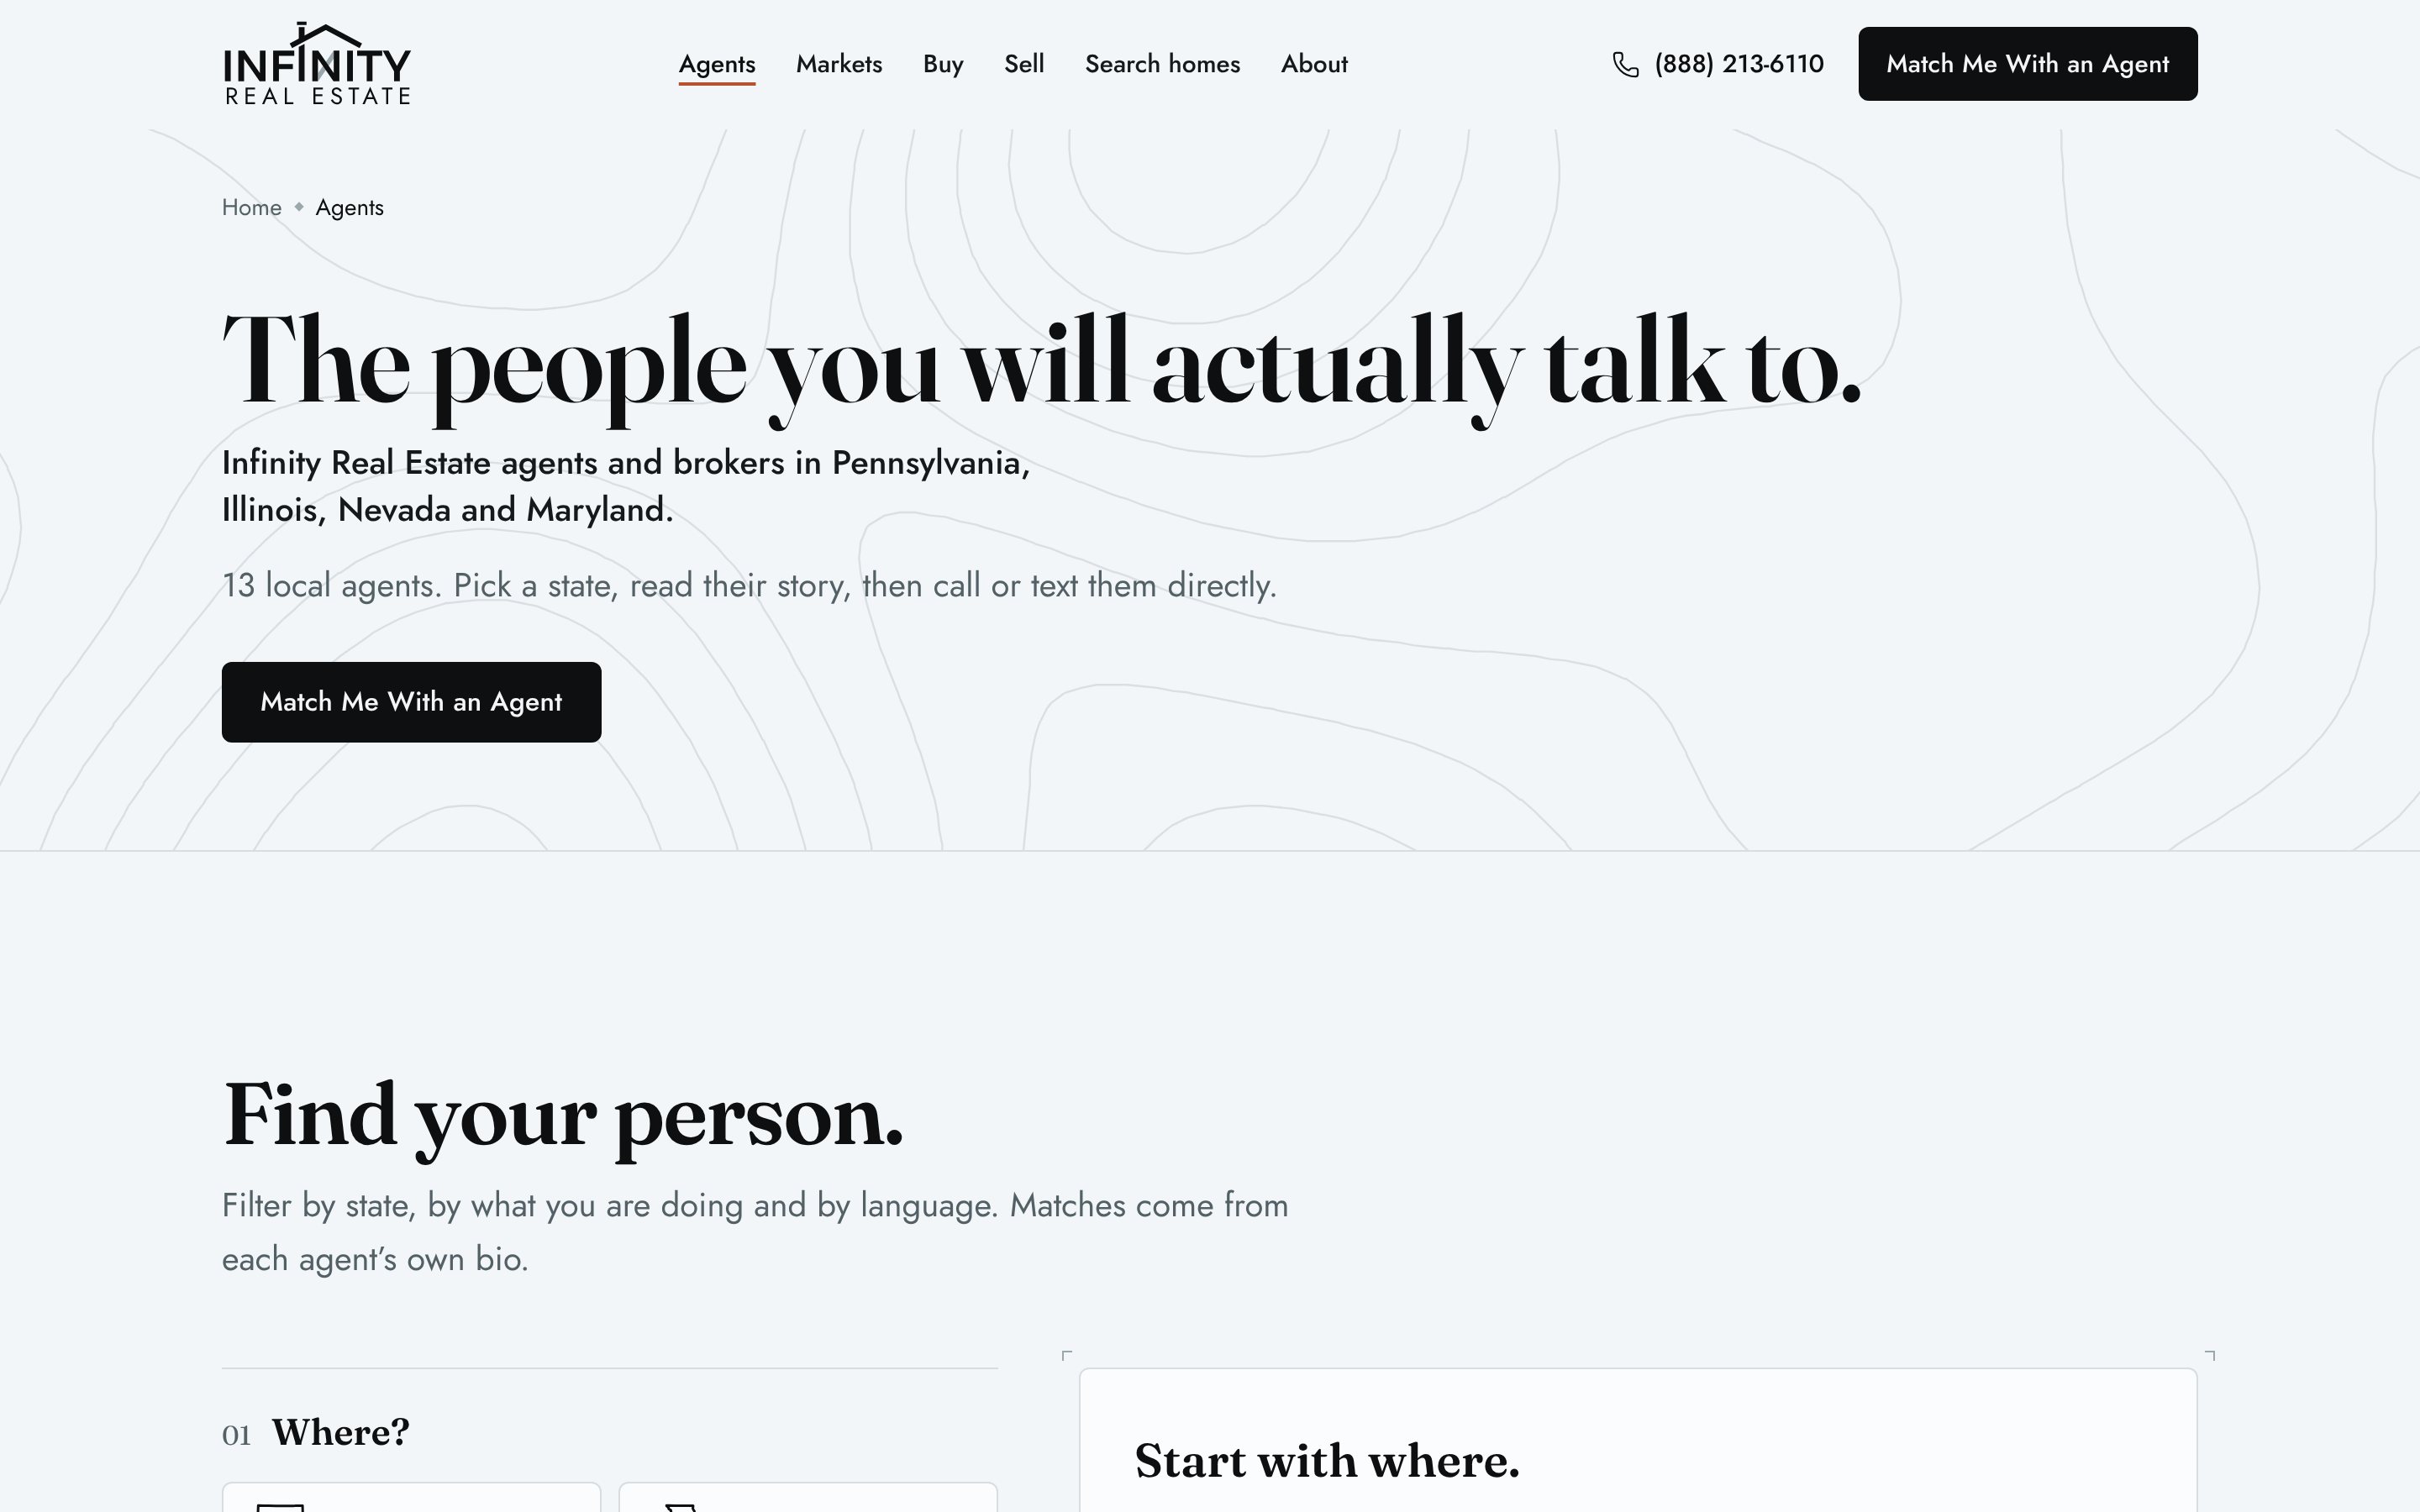 INFINITY
REAL ESTATE
Agents
Markets
Buy
Sell
Search homes
About
(888) 213-6110
Match Me With an Agent
Home
Agents
The people you will actually talk to.
Infinity Real Estate agents and brokers in Pennsylvania,
Illinois, Nevada and Maryland.
13 local agents. Pick a state, read their story, then call or text them directly.
Match Me With an Agent
Find your person.
Filter by state, by what you are doing and by language. Matches come from
each agent’s own bio.
01 Where?
Start with where.